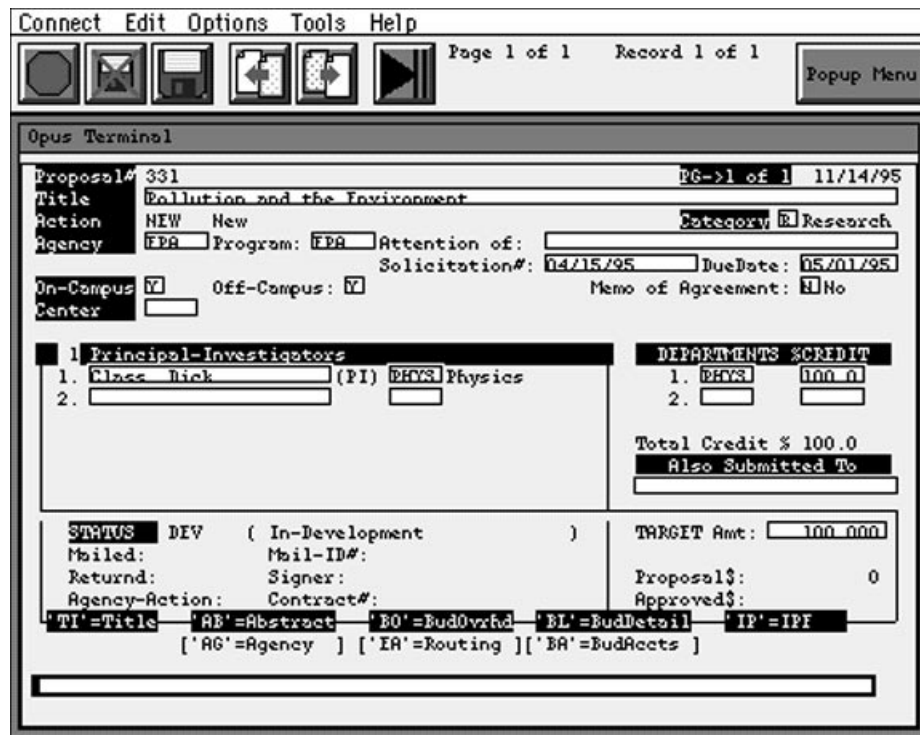 Connect Edit Options Tools Help
Page 1 of 1 Record 1 of 1
Popup Menu
Opus Terminal
Proposal# 331 PG->1 of 1 11/14/95
Title Pollution and the Environment
Action NEW New Category R Research
Agency EPA Program: EPA Attention of:
Solicitation#: 04/15/95 DueDate: 05/01/95
On-Campus Y Off-Campus: Y Memo of Agreement: N No
Center
1 Principal-Investigators DEPARTMENTS %CREDIT
1. Class, Dick (PI) PHYS Physics 1. PHYS 100.0
2. 2.
Total Credit % 100.0
Also Submitted To
STATUS DEV ( In-Development ) TARGET Amt: 100,000
Mailed: Mail-ID#:
Returnd: Signer: Proposal$: 0
Agency-Action: Contract#: Approved$:
'TI'=Title 'AB'=Abstract 'BO'=BudOvrhd 'BL'=BudDetail 'IP'=IPF
['AG'=Agency ] ['EA'=Routing ]['BA'=BudAccts ]